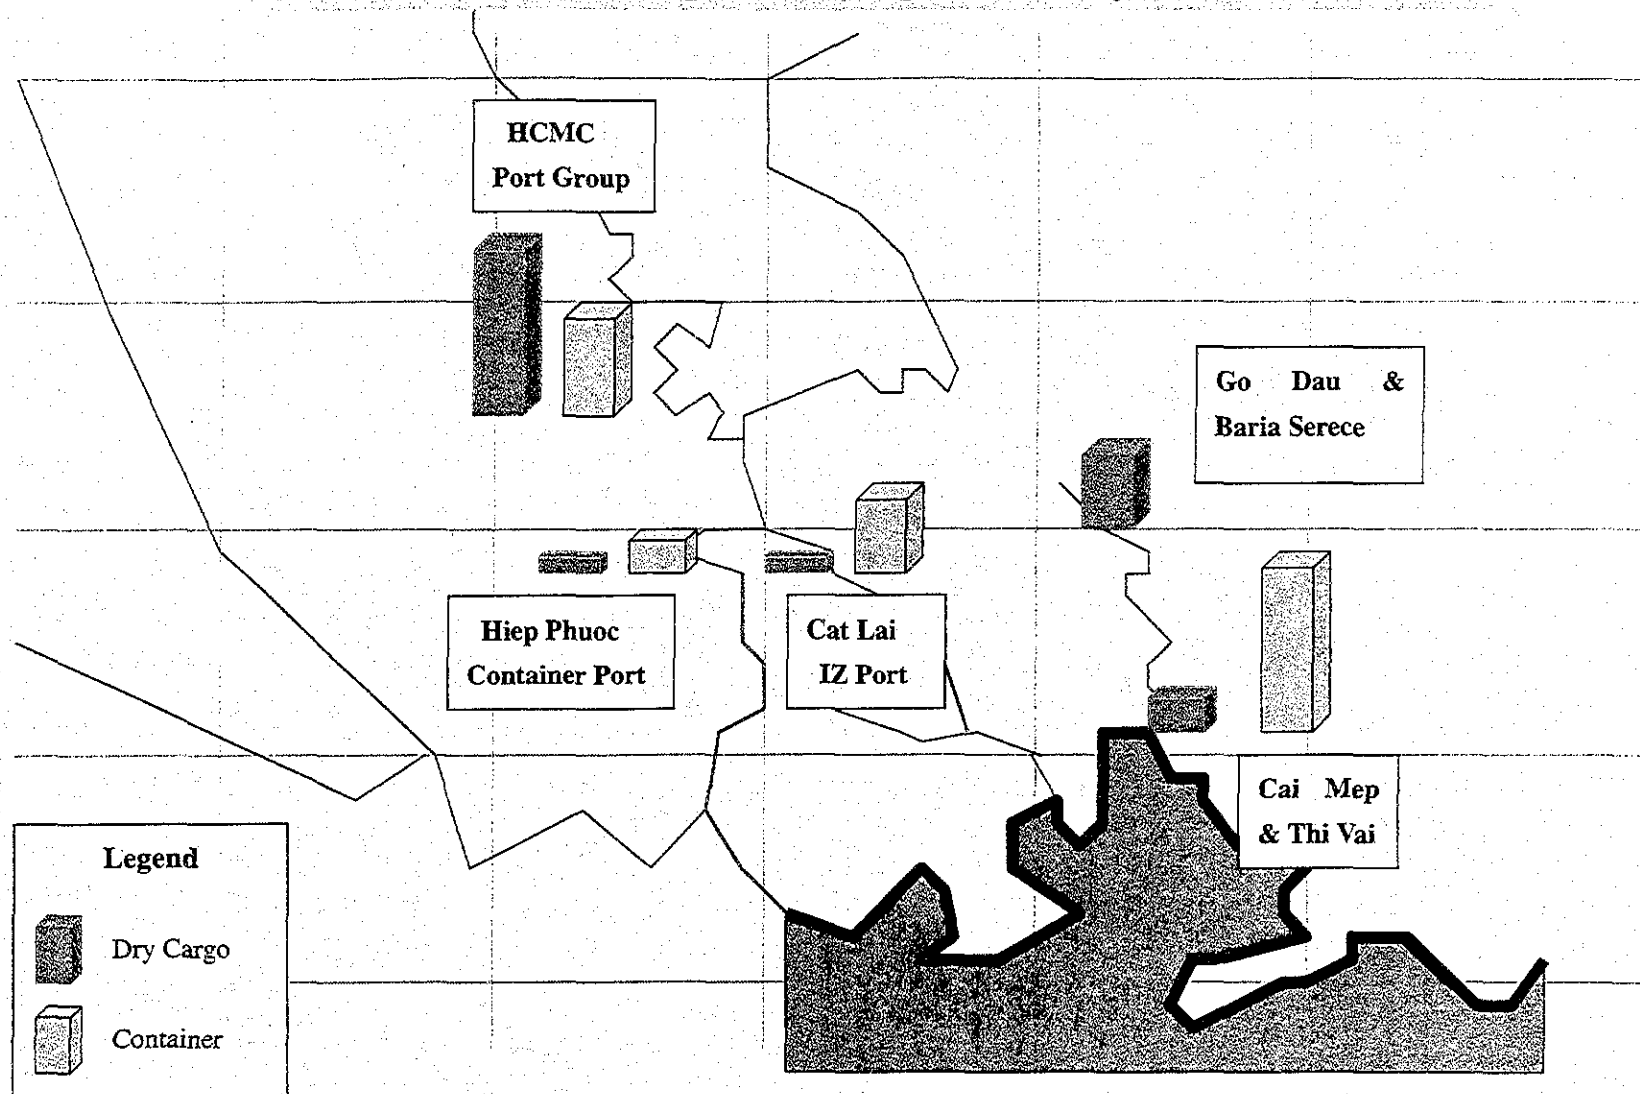 HCMC
Port Group
Go Dau &
Baria Serece
Hiep Phuoc
Container Port
Cat Lai
IZ Port
Cai Mep
& Thi Vai
Legend
Dry Cargo
Container